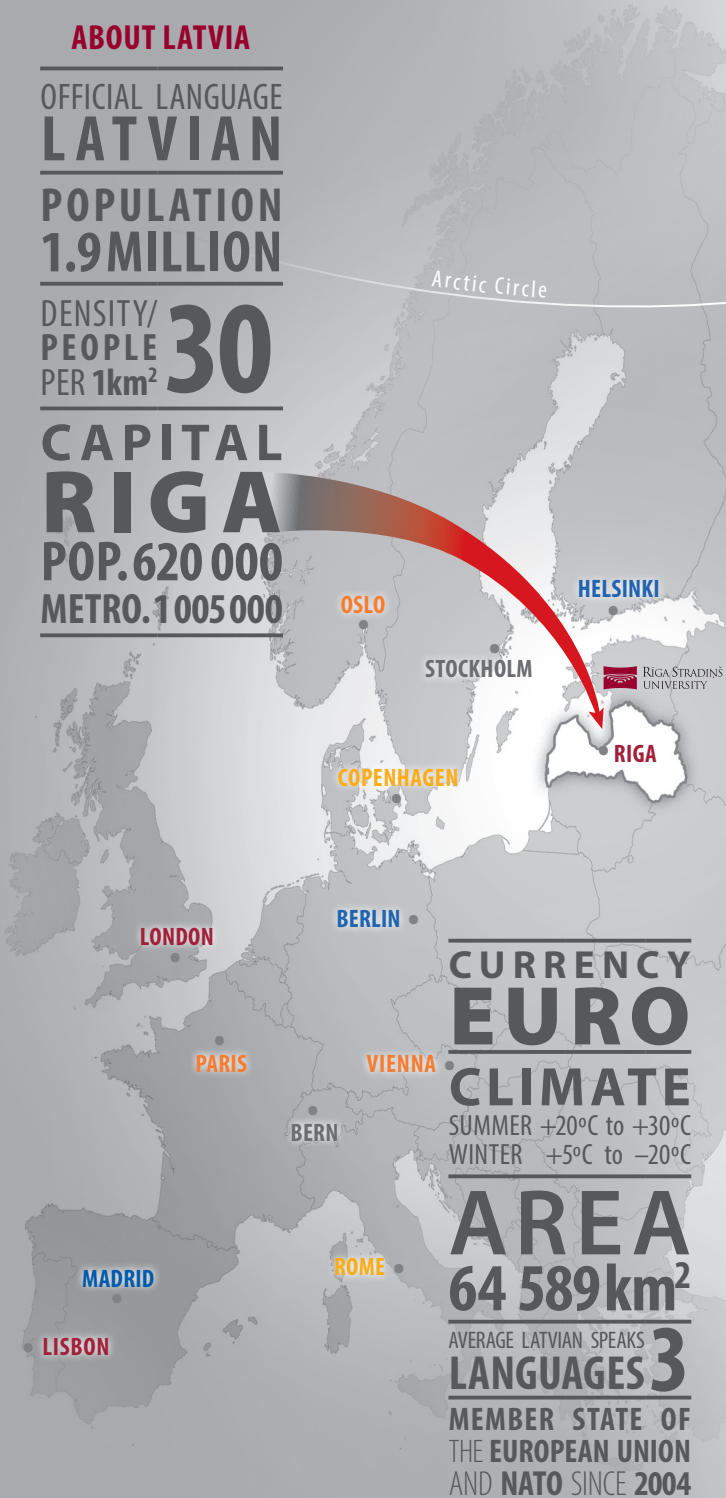 ABOUT LATVIA
OFFICIAL LANGUAGE
LATVIAN
POPULATION
1.9 MILLION
DENSITY/
PEOPLE
PER 1km²
30
CAPITAL
RIGA
POP. 620 000
METRO. 1 005 000
Arctic Circle
HELSINKI
OSLO
STOCKHOLM
RĪGA STRADIŅŠ
UNIVERSITY
RIGA
COPENHAGEN
BERLIN
LONDON
PARIS
VIENNA
BERN
MADRID
ROME
LISBON
CURRENCY
EURO
CLIMATE
SUMMER +20ºC to +30ºC
WINTER +5ºC to –20ºC
AREA
64 589 km²
AVERAGE LATVIAN SPEAKS
LANGUAGES 3
MEMBER STATE OF
THE EUROPEAN UNION
AND NATO SINCE 2004